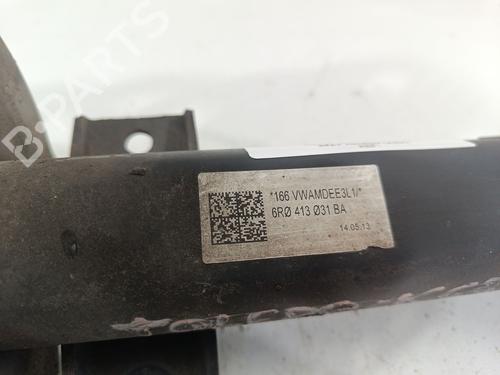 B-PARTS
*166 VWAMDEE3L1/*
6RØ 413 Ø31 BA
14.05.13